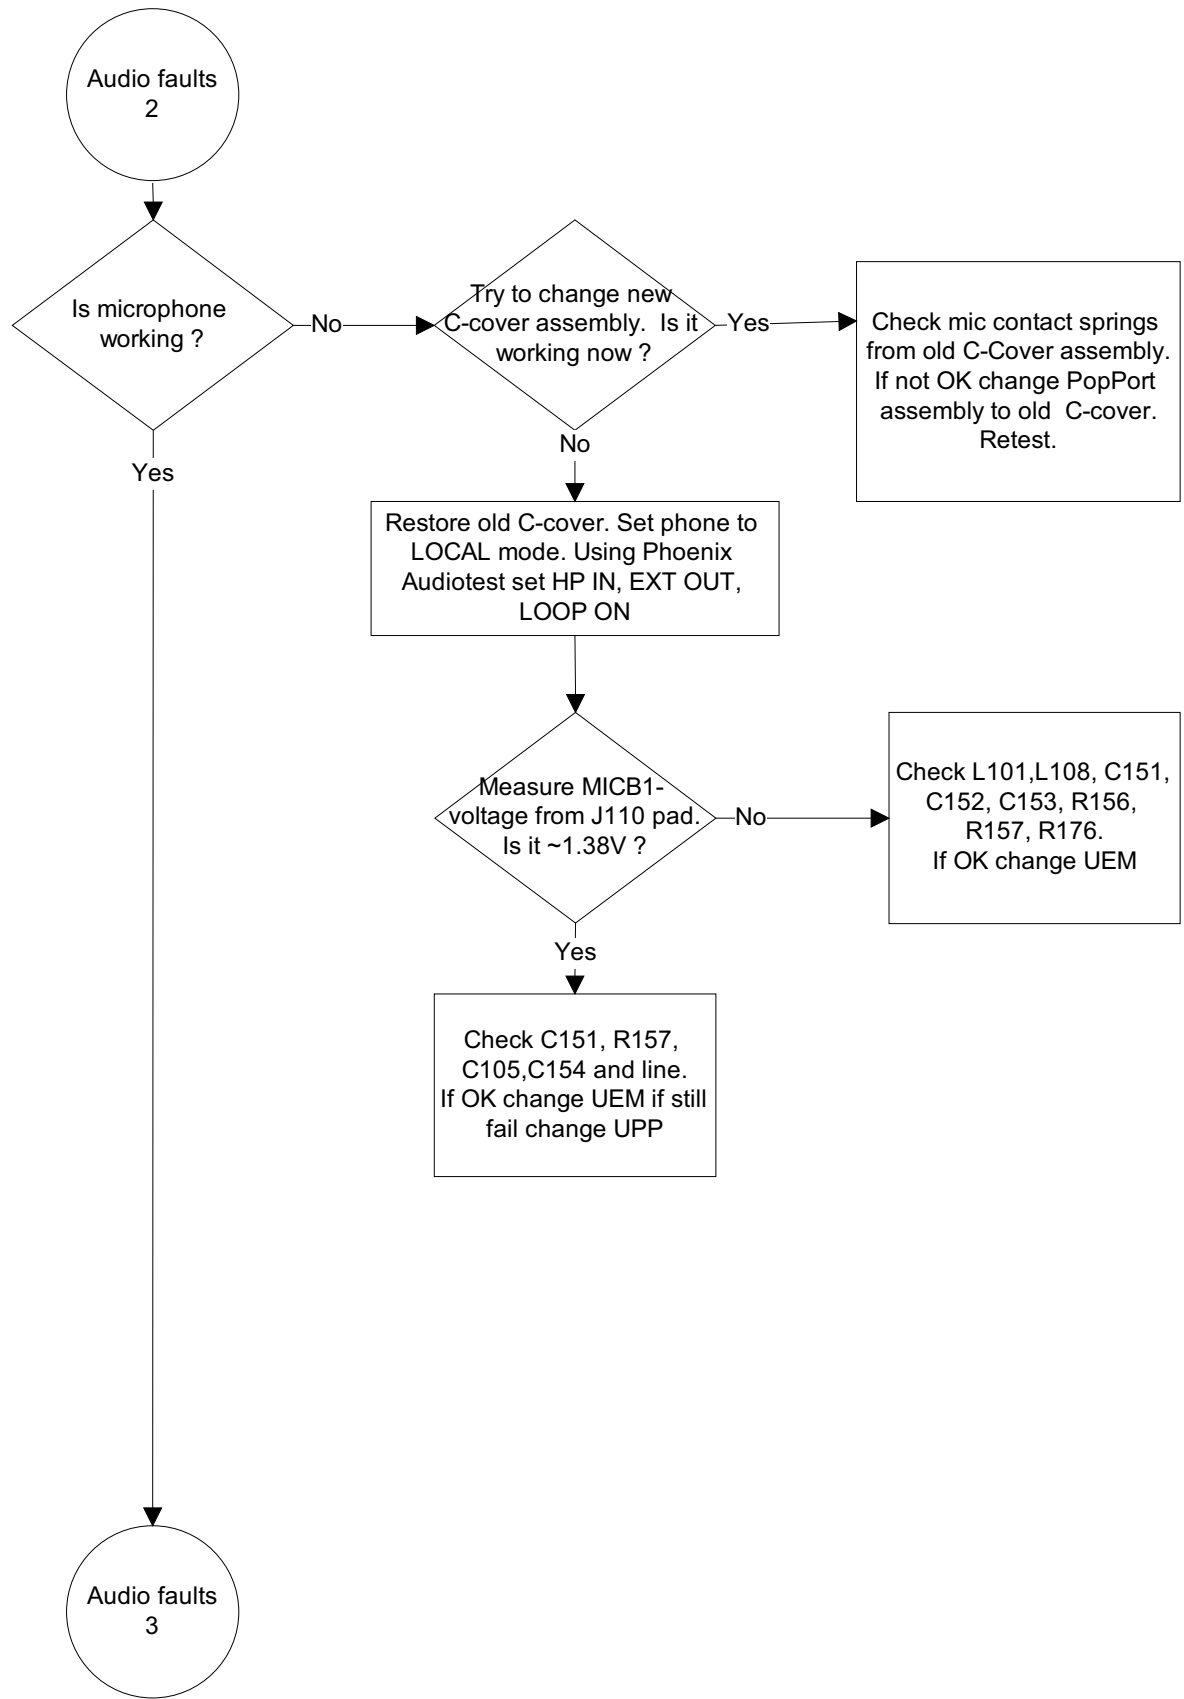 Audio faults
2
Is microphone
working ?
No
Try to change new
C-cover assembly.  Is it
working now ?
Yes
Check mic contact springs
from old C-Cover assembly.
If not OK change PopPort
assembly to old  C-cover.
Retest.
Yes
No
Restore old C-cover. Set phone to
LOCAL mode. Using Phoenix
Audiotest set HP IN, EXT OUT,
LOOP ON
Measure MICB1-
voltage from J110 pad.
Is it ~1.38V ?
No
Check L101,L108, C151,
C152, C153, R156,
R157, R176.
If OK change UEM
Yes
Check C151, R157,
C105,C154 and line.
If OK change UEM if still
fail change UPP
Audio faults
3